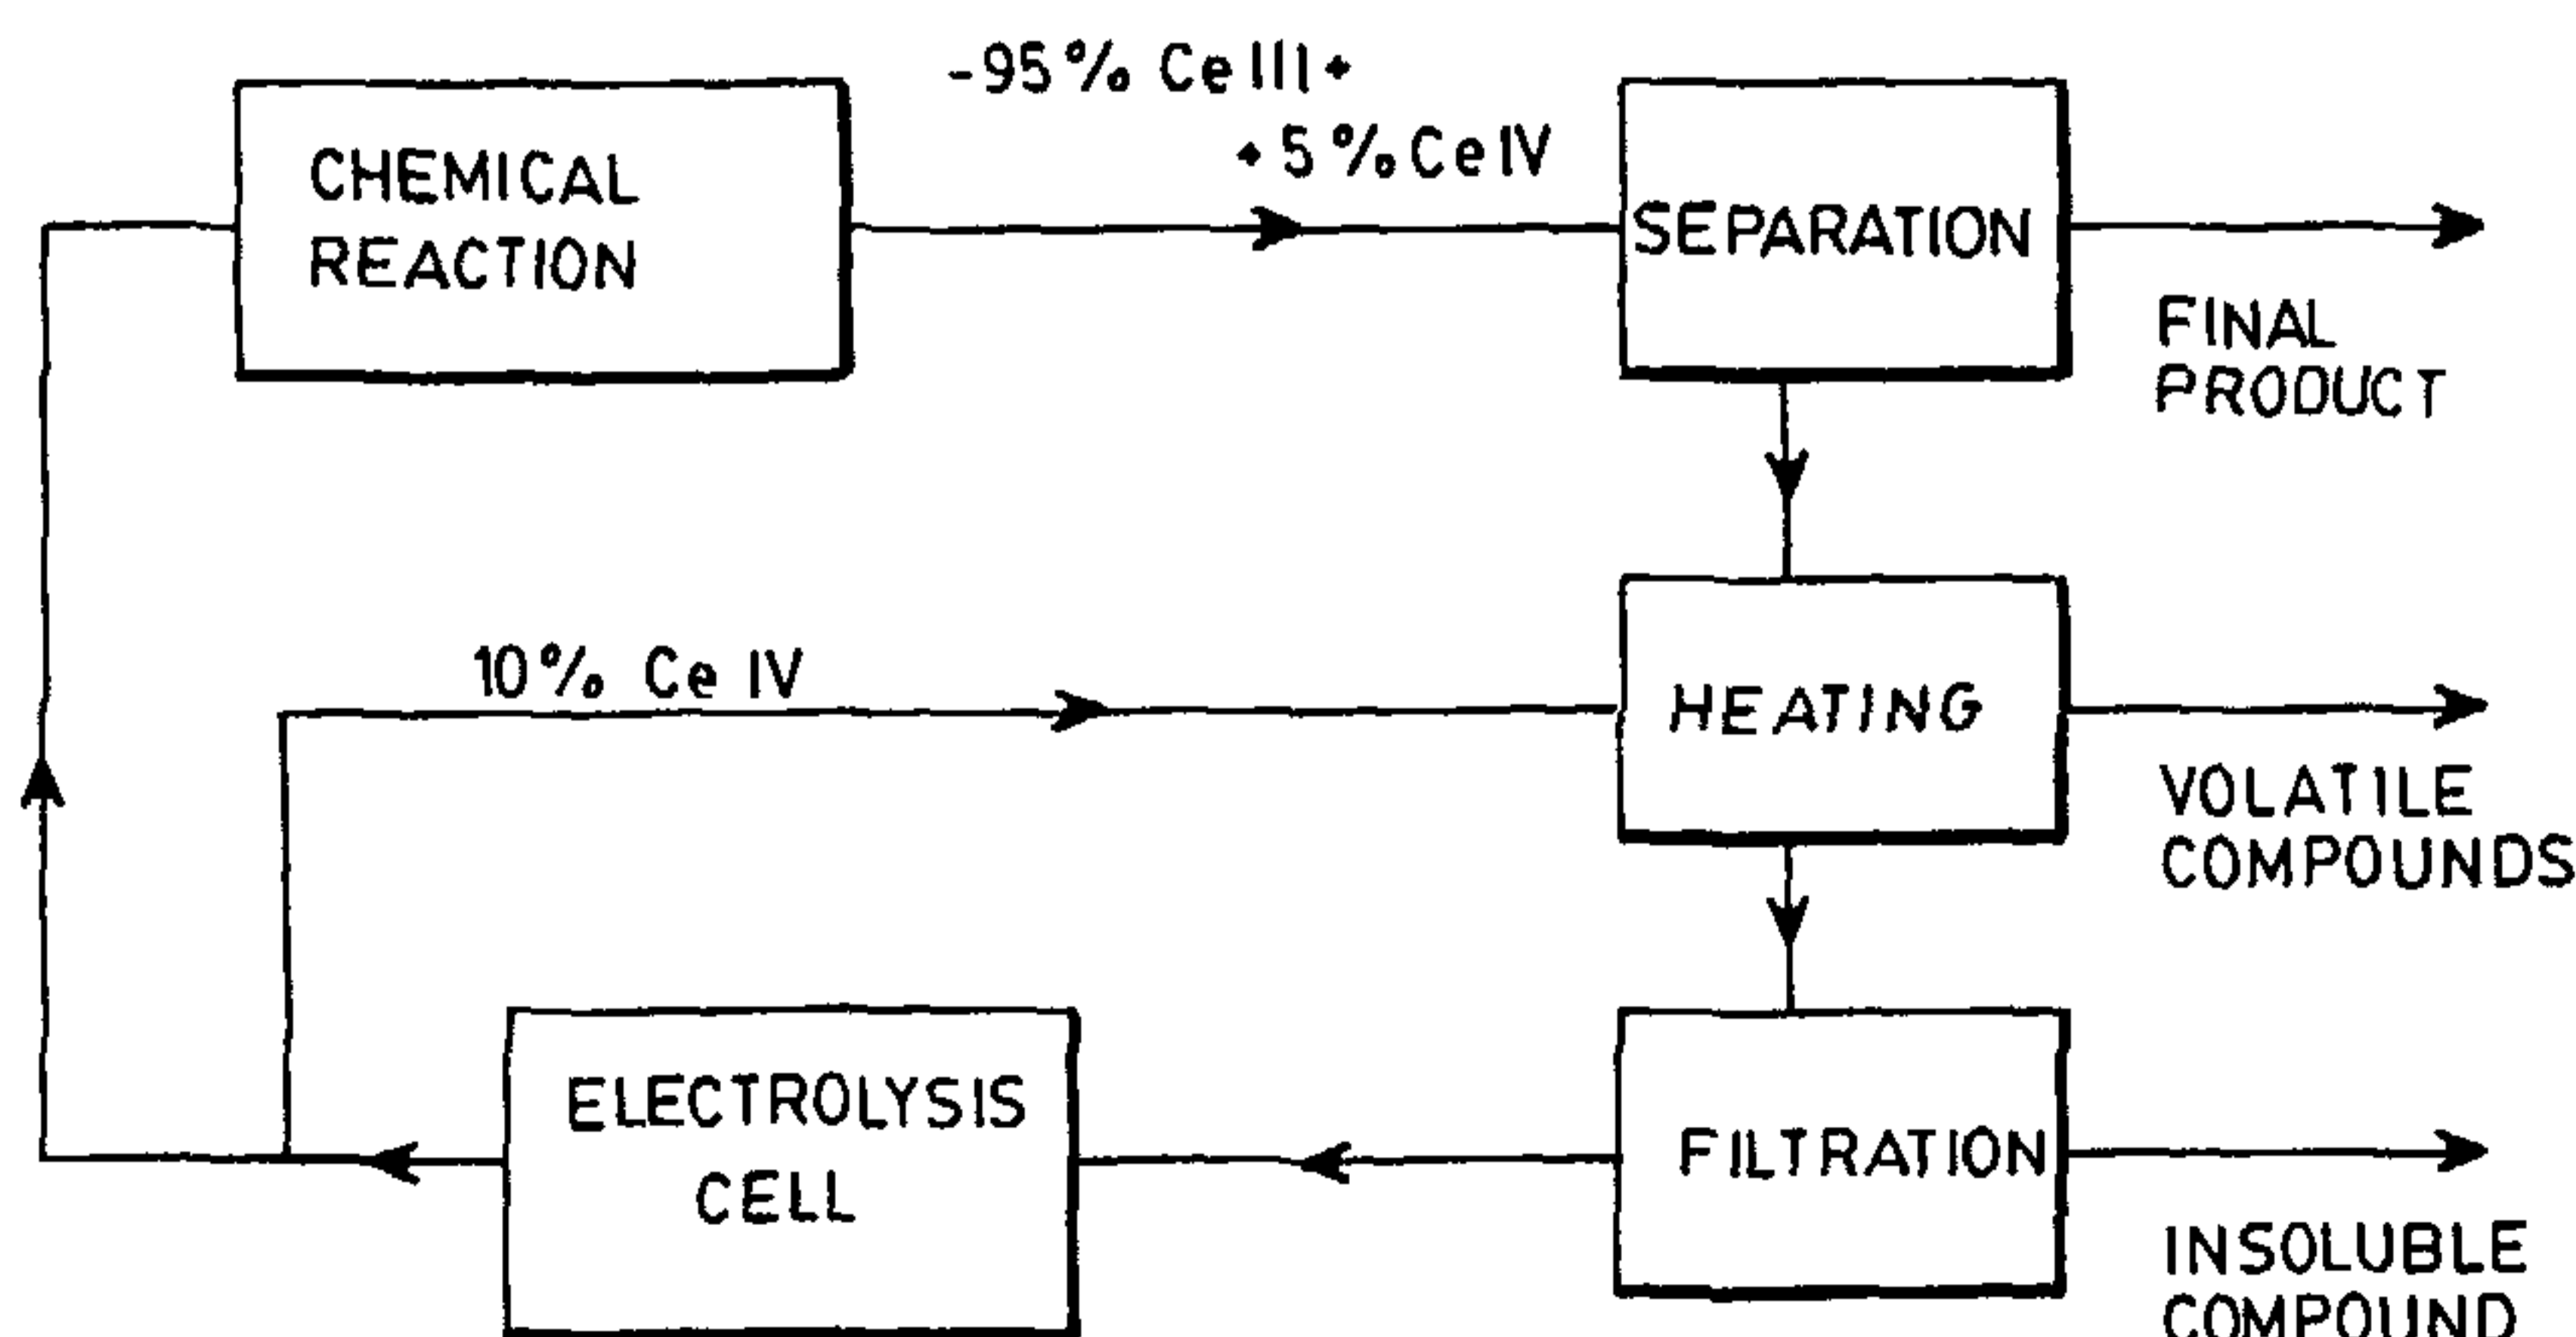 -95% Ce III +
+ 5% Ce IV
CHEMICAL
REACTION
SEPARATION
FINAL
PRODUCT
10% Ce IV
HEATING
VOLATILE
COMPOUNDS
ELECTROLYSIS
CELL
FILTRATION
INSOLUBLE
COMPOUND